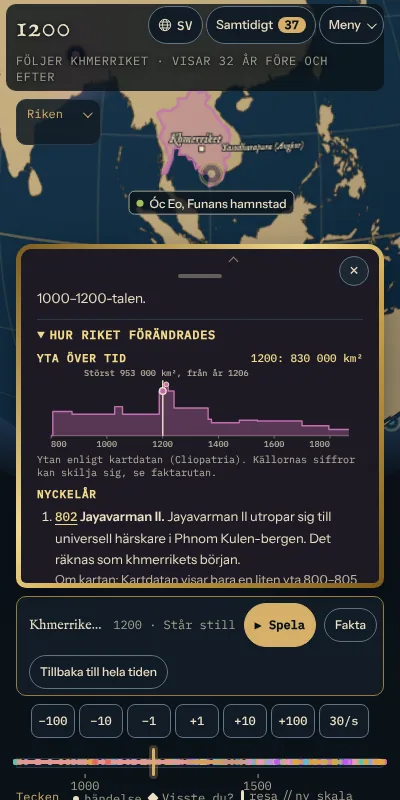 1200
SV
Samtidigt 37
Meny
FÖLJER KHMERRIKET · VISAR 32 ÅR FÖRE OCH
EFTER
Riken
Khmerriket
Yasodharapura (Angkor)
Óc Eo, Funans hamnstad
×
1000–1200-talen.
▼ HUR RIKET FÖRÄNDRADES
YTA ÖVER TID
1200: 830 000 km²
Störst 953 000 km², från år 1206
800 1000 1200 1400 1600 1800
Ytan enligt kartdatan (Cliopatria). Källornas siffror
kan skilja sig, se faktarutan.
NYCKELÅR
1. 802 Jayavarman II. Jayavarman II utropar sig till
universell härskare i Phnom Kulen-bergen. Det
räknas som khmerrikets början.
Om kartan: Kartdatan visar bara en liten yta 800–805
Khmerrike… 1200 · Står still
▶ Spela
Fakta
Tillbaka till hela tiden
−100 −10 −1 +1 +10 +100 30/s
1000 1500
Tecken händelse Visste du? resa // ny skala